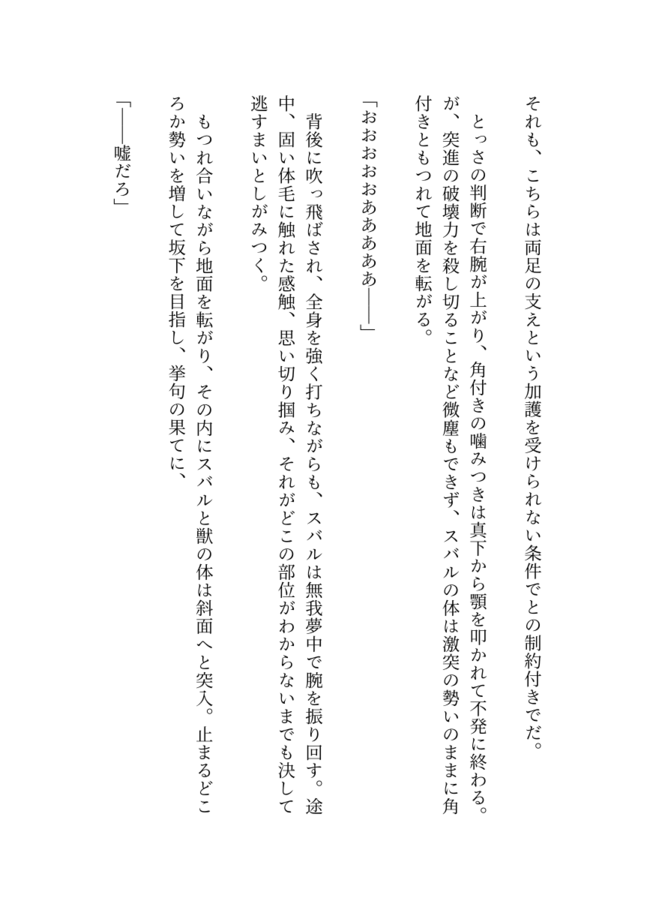 それも、こちらは両足の支えという加護を受けられない条件でとの制約付きでだ。
とっさの判断で右腕が上がり、角付きの噛みつきは真下から顎を叩かれて不発に終わる。
が、突進の破壊力を殺し切ることなど微塵もできず、スバルの体は激突の勢いのままに角
付きともつれて地面を転がる。
「おおおおおあああああ――」
背後に吹っ飛ばされ、全身を強く打ちながらも、スバルは無我夢中で腕を振り回す。途
中、固い体毛に触れた感触、思い切り掴み、それがどこの部位がわからないまでも決して
逃すまいとしがみつく。
もつれ合いながら地面を転がり、その内にスバルと獣の体は斜面へと突入。止まるどこ
ろか勢いを増して坂下を目指し、挙句の果てに、
「――嘘だろ」